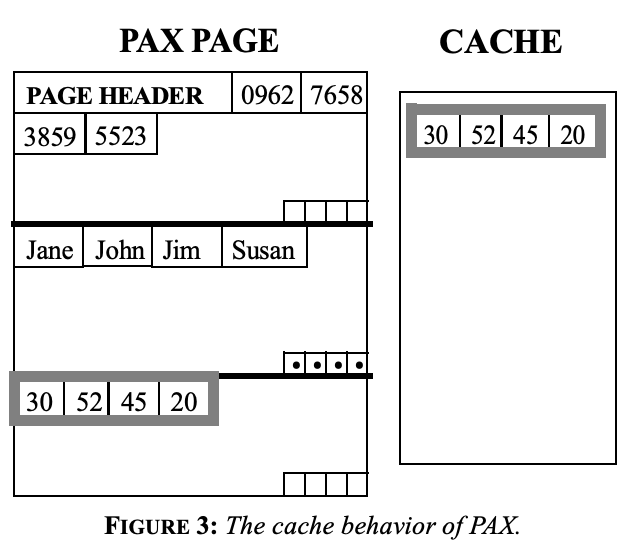 PAX PAGE
CACHE
PAGE HEADER 0962 7658
3859 5523
Jane John Jim Susan
30 52 45 20
30 52 45 20
FIGURE 3: The cache behavior of PAX.